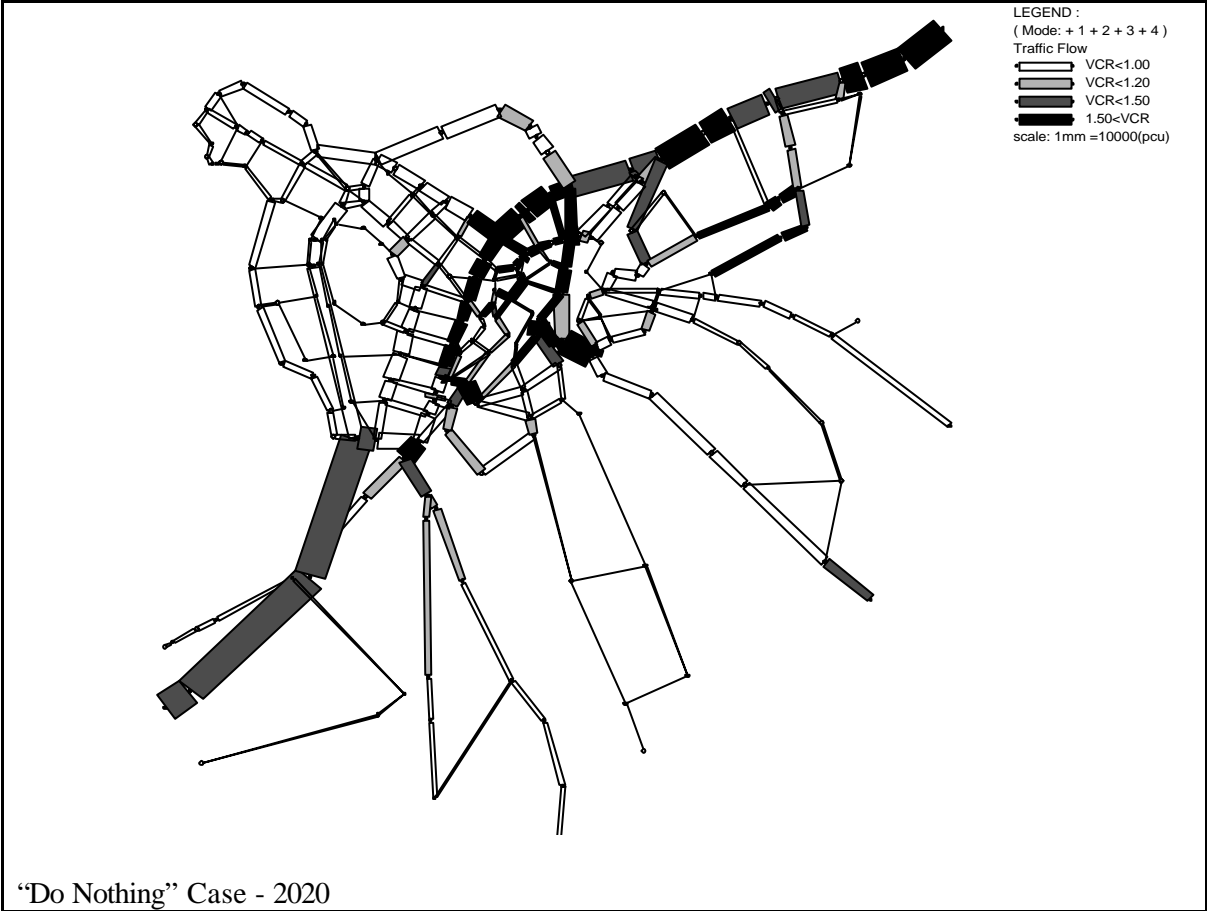 LEGEND :
( Mode: + 1 + 2 + 3 + 4 )
Traffic Flow
VCR<1.00
VCR<1.20
VCR<1.50
1.50<VCR
scale: 1mm =10000(pcu)
“Do Nothing” Case - 2020